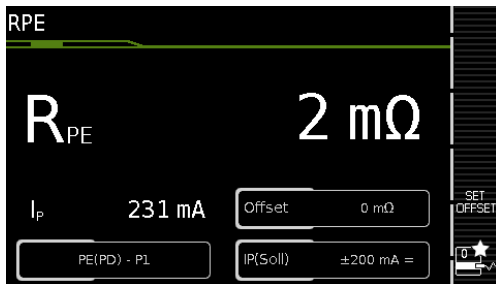 RPE
RPE 2 mΩ
IP 231 mA
Offset 0 mΩ
SET
OFFSET
PE(PD) - P1
IP(Soll) ±200 mA =
0